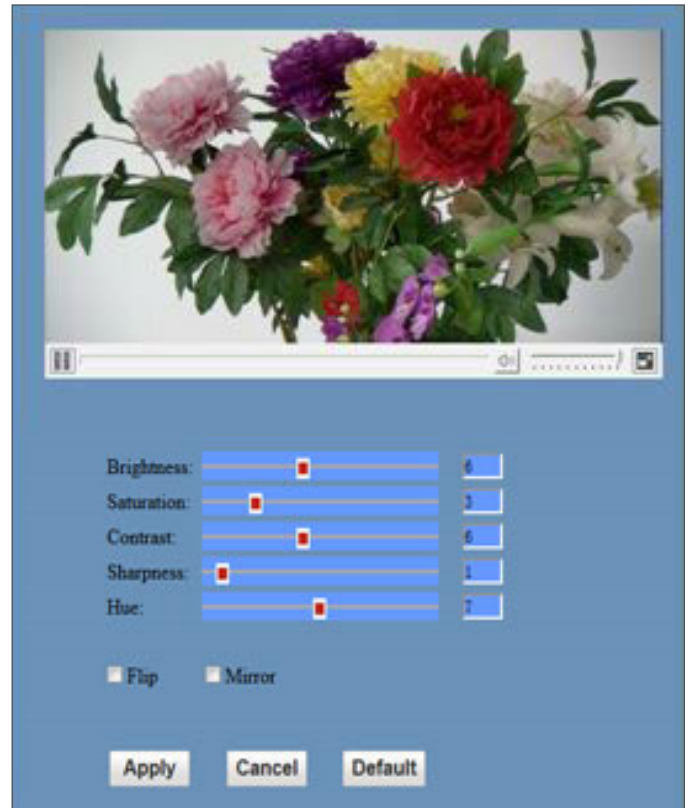 Brightness: 6
Saturation: 3
Contrast: 6
Sharpness: 1
Hue: 7
Flip Mirror
Apply Cancel Default